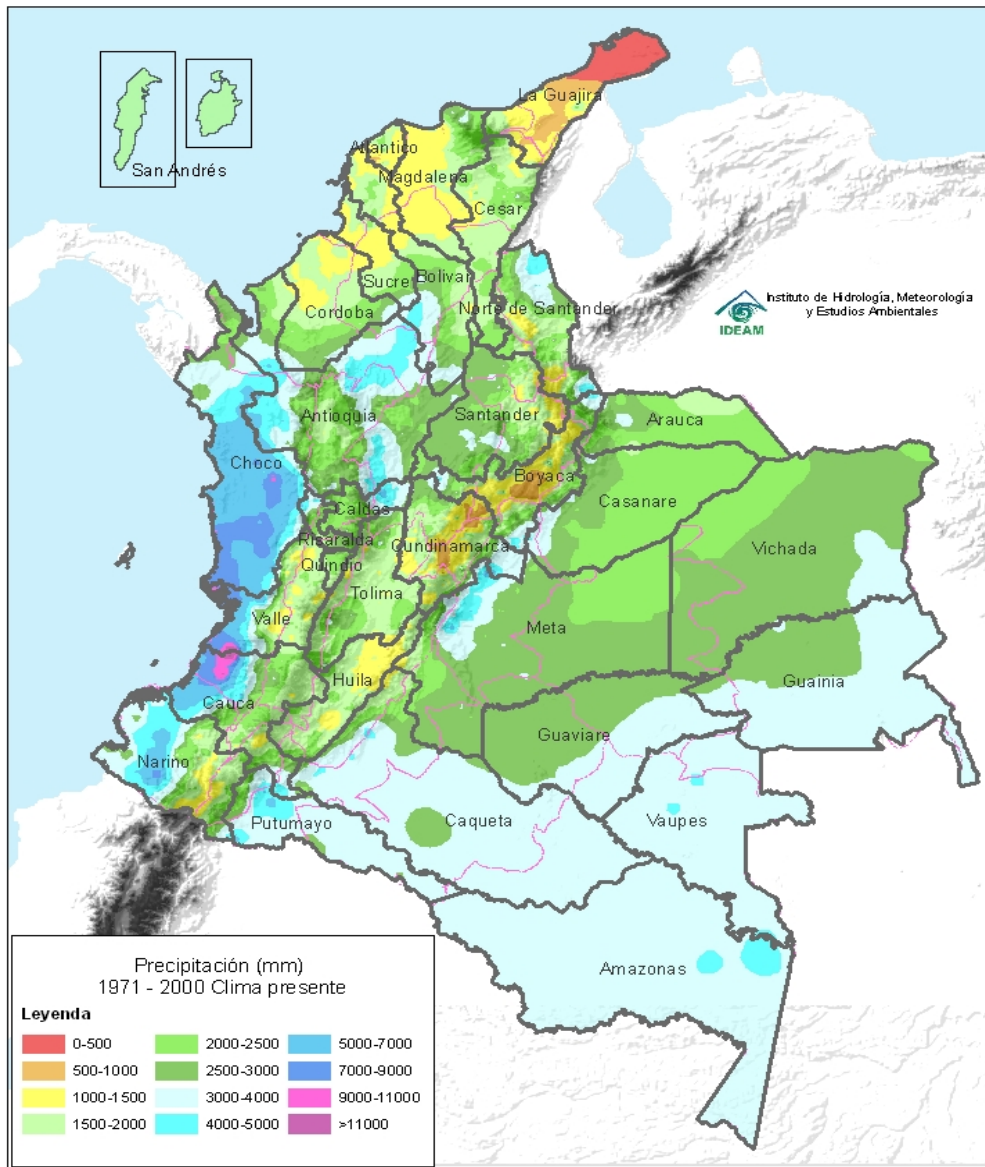 La Guajira
Atlantico
Magdalena
San Andrés
Cesar
Sucre
Bolivar
Cordoba
Norte de Santander
Instituto de Hidrología, Meteorología
y Estudios Ambientales
IDEAM
Antioquia
Santander
Arauca
Choco
Boyaca
Casanare
Caldas
Risaralda
Cundinamarca
Vichada
Quindio
Tolima
Valle
Meta
Huila
Guainia
Cauca
Guaviare
Narino
Putumayo
Caqueta
Vaupes
Amazonas
Precipitación (mm)
1971 - 2000 Clima presente
Leyenda
0-500
2000-2500
5000-7000
500-1000
2500-3000
7000-9000
1000-1500
3000-4000
9000-11000
1500-2000
4000-5000
>11000